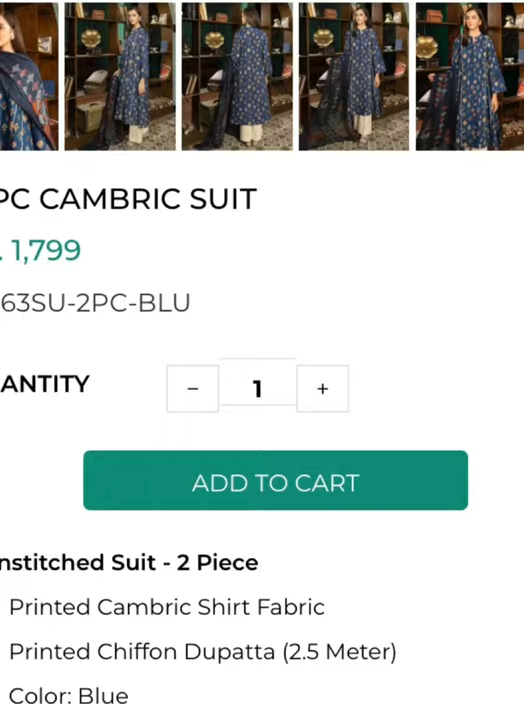 PC CAMBRIC SUIT
. 1,799
63SU-2PC-BLU
ANTITY
− 1 +
ADD TO CART
nstitched Suit - 2 Piece
Printed Cambric Shirt Fabric
Printed Chiffon Dupatta (2.5 Meter)
Color: Blue